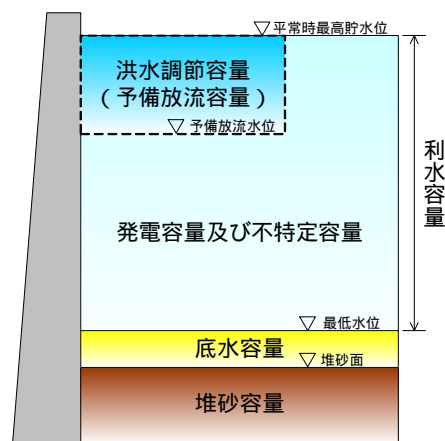 平常時最高貯水位
洪水調節容量
(予備放流容量)
予備放流水位
利水容量
発電容量及び不特定容量
最低水位
底水容量
堆砂面
堆砂容量